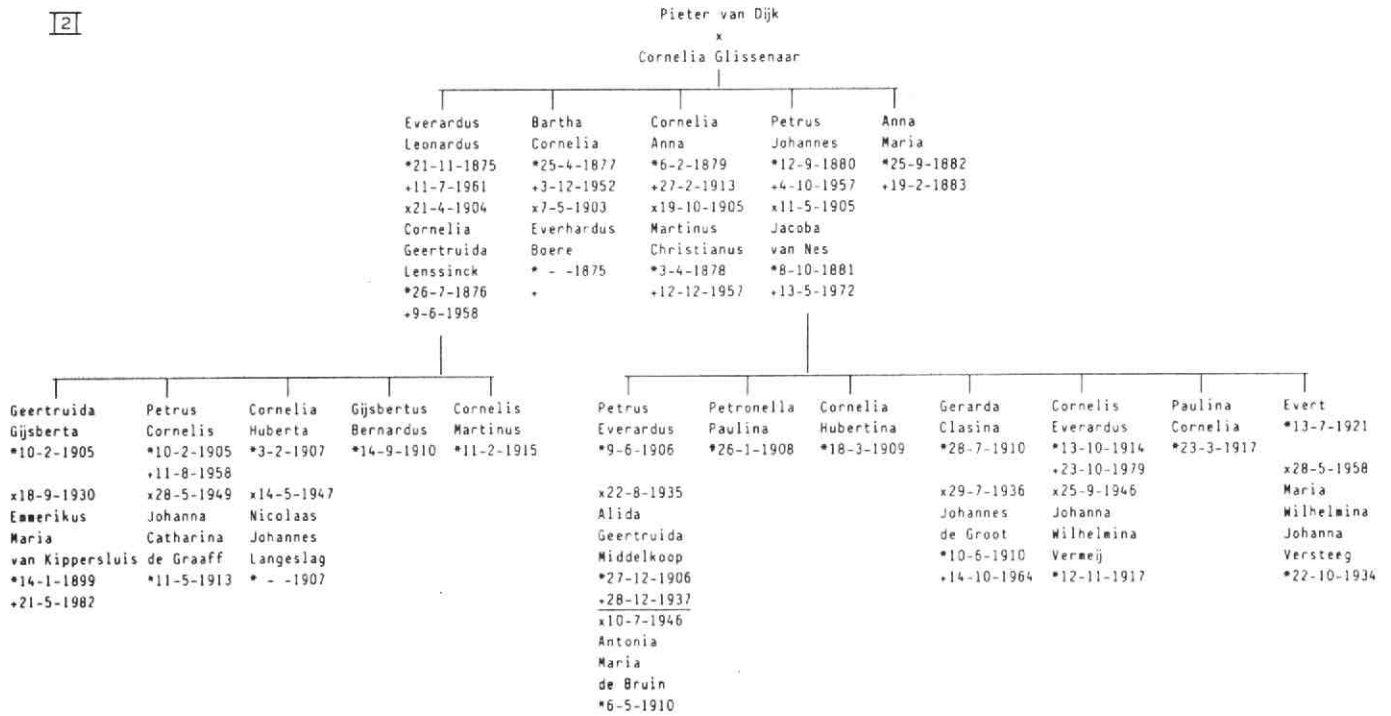 2
Pieter van Dijk
x
Cornelia Glissenaar
Everardus
Leonardus
*21-11-1875
+11-7-1961
x21-4-1904
Cornelia
Geertruida
Lenssinck
*26-7-1876
+9-6-1958
Bartha
Cornelia
*25-4-1877
+3-12-1952
x7-5-1903
Everhardus
Boere
* - -1875
+
Cornelia
Anna
*6-2-1879
+27-2-1913
x19-10-1905
Martinus
Christianus
*3-4-1878
+12-12-1957
Petrus
Johannes
*12-9-1880
+4-10-1957
x11-5-1905
Jacoba
van Nes
*8-10-1881
+13-5-1972
Anna
Maria
*25-9-1882
+19-2-1883
Geertruida
Gijsberta
*10-2-1905
x18-9-1930
Emmerikus
Maria
van Kippersluis
*14-1-1899
+21-5-1982
Petrus
Cornelis
*10-2-1905
+11-8-1958
x28-5-1949
Johanna
Catharina
de Graaff
*11-5-1913
Cornelia
Huberta
*3-2-1907
x14-5-1947
Nicolaas
Johannes
Langeslag
* - -1907
Gijsbertus
Bernardus
*14-9-1910
Cornelis
Martinus
*11-2-1915
Petrus
Everardus
*9-6-1906
x22-8-1935
Alida
Geertruida
Middelkoop
*27-12-1906
+28-12-1937
x10-7-1946
Antonia
Maria
de Bruin
*6-5-1910
Petronella
Paulina
*26-1-1908
Cornelia
Hubertina
*18-3-1909
Gerarda
Clasina
*28-7-1910
x29-7-1936
Johannes
de Groot
*10-6-1910
+14-10-1964
Cornelis
Everardus
*13-10-1914
+23-10-1979
x25-9-1946
Johanna
Wilhelmina
Vermeij
*12-11-1917
Paulina
Cornelia
*23-3-1917
Evert
*13-7-1921
x28-5-1958
Maria
Wilhelmina
Johanna
Versteeg
*22-10-1934